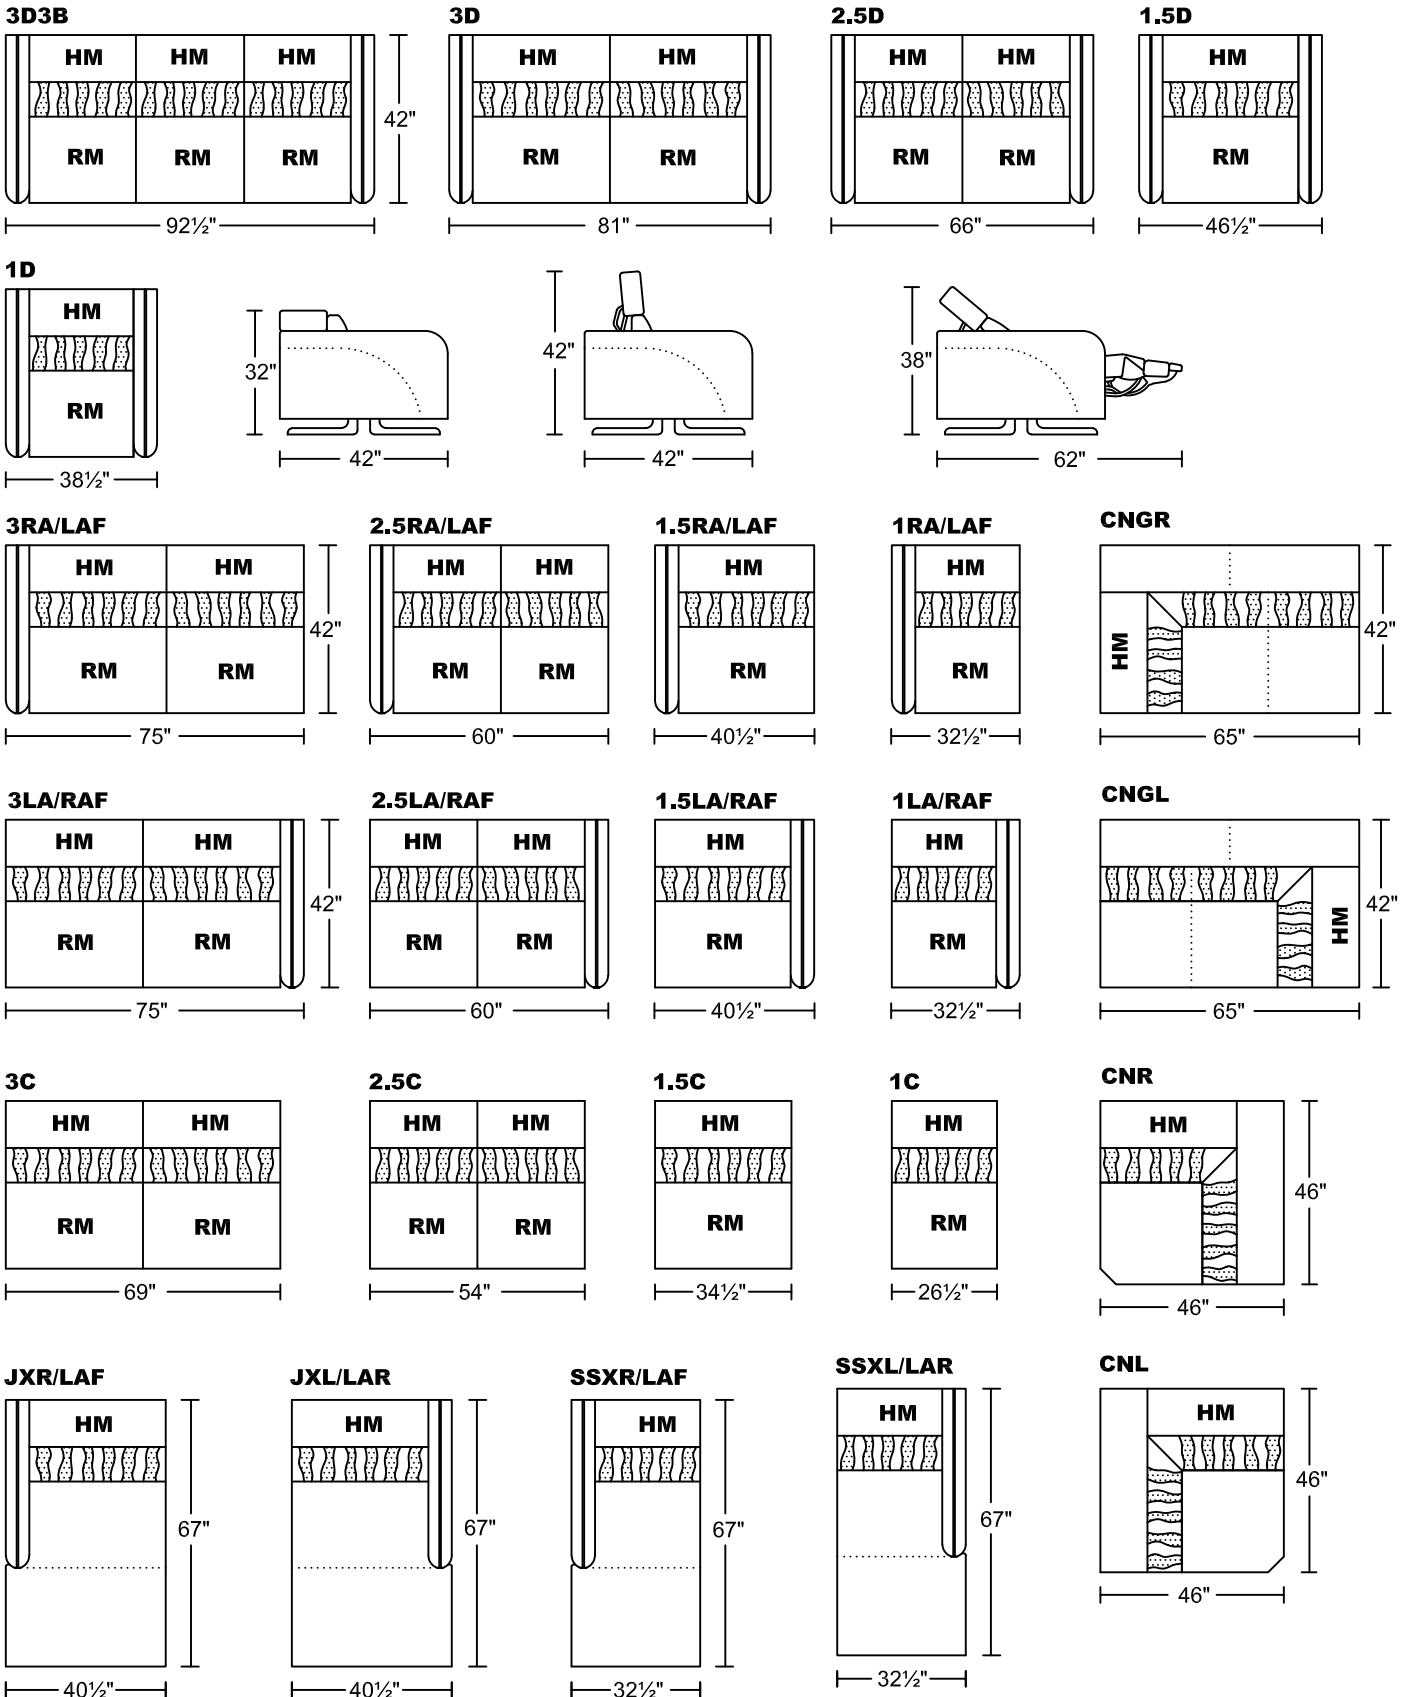 3D3B 3D 2.5D 1.5D
HM HM HM HM HM HM HM HM
42"
RM RM RM RM RM RM RM RM
92½" 81" 66" 46½"
1D
HM
32" 42" 38"
RM
42" 42" 62"
38½"
3RA/LAF 2.5RA/LAF 1.5RA/LAF 1RA/LAF CNGR
HM HM HM HM HM HM
42" 42"
HM
RM RM RM RM RM RM
75" 60" 40½" 32½" 65"
3LA/RAF 2.5LA/RAF 1.5LA/RAF 1LA/RAF CNGL
HM HM HM HM HM HM
42" 42"
HM
RM RM RM RM RM RM
75" 60" 40½" 32½" 65"
3C 2.5C 1.5C 1C CNR
HM HM HM HM HM HM HM
46"
RM RM RM RM RM RM
69" 54" 34½" 26½" 46"
JXR/LAF JXL/LAR SSXR/LAF SSXL/LAR CNL
HM HM HM HM HM
46"
67" 67" 67" 67"
46"
40½" 40½" 32½" 32½"